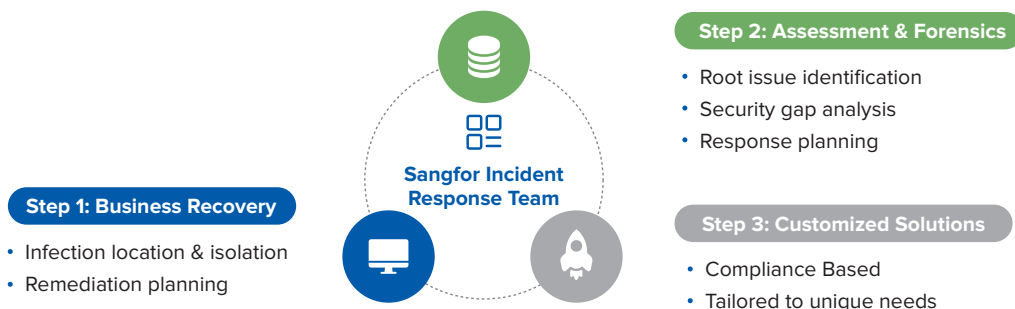 Step 2: Assessment & Forensics
• Root issue identification
• Security gap analysis
• Response planning
Sangfor Incident
Response Team
Step 1: Business Recovery
• Infection location & isolation
• Remediation planning
Step 3: Customized Solutions
• Compliance Based
• Tailored to unique needs